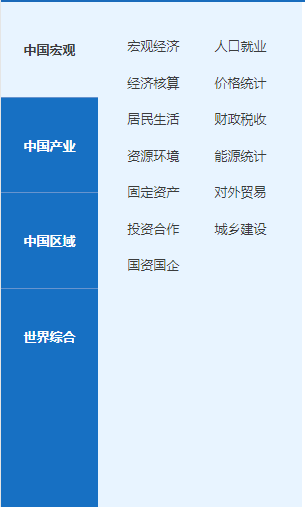 中国宏观
中国产业
中国区域
世界综合
宏观经济 人口就业
经济核算 价格统计
居民生活 财政税收
资源环境 能源统计
固定资产 对外贸易
投资合作 城乡建设
国资国企